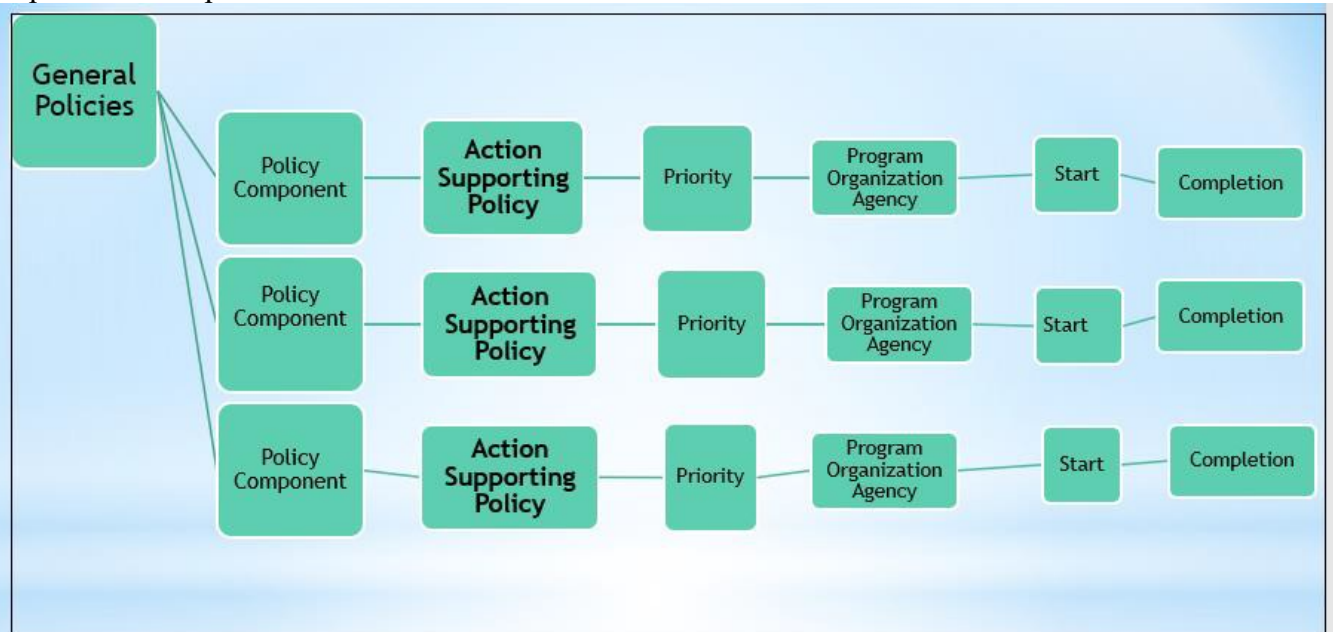 General
Policies
Policy
Component
Action
Supporting
Policy
Priority
Program
Organization
Agency
Start
Completion
Policy
Component
Action
Supporting
Policy
Priority
Program
Organization
Agency
Start
Completion
Policy
Component
Action
Supporting
Policy
Priority
Program
Organization
Agency
Start
Completion